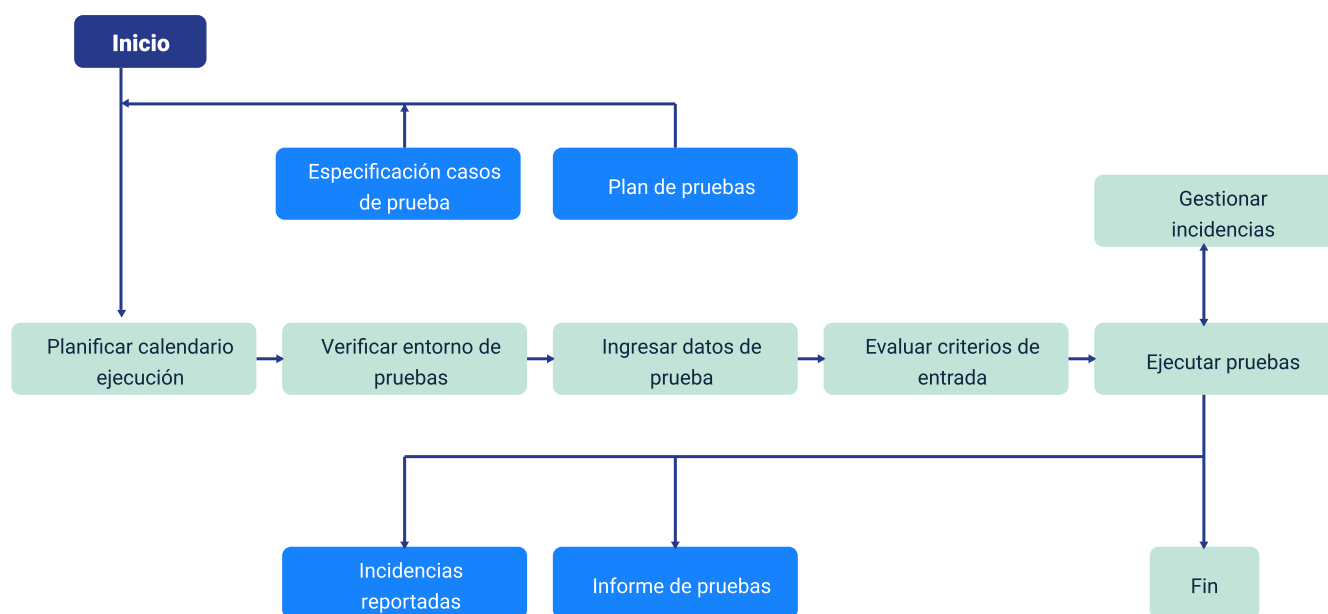 Inicio
Especificación casos
de prueba
Plan de pruebas
Gestionar
incidencias
Planificar calendario
ejecución
Verificar entorno de
pruebas
Ingresar datos de
prueba
Evaluar criterios de
entrada
Ejecutar pruebas
Incidencias
reportadas
Informe de pruebas
Fin